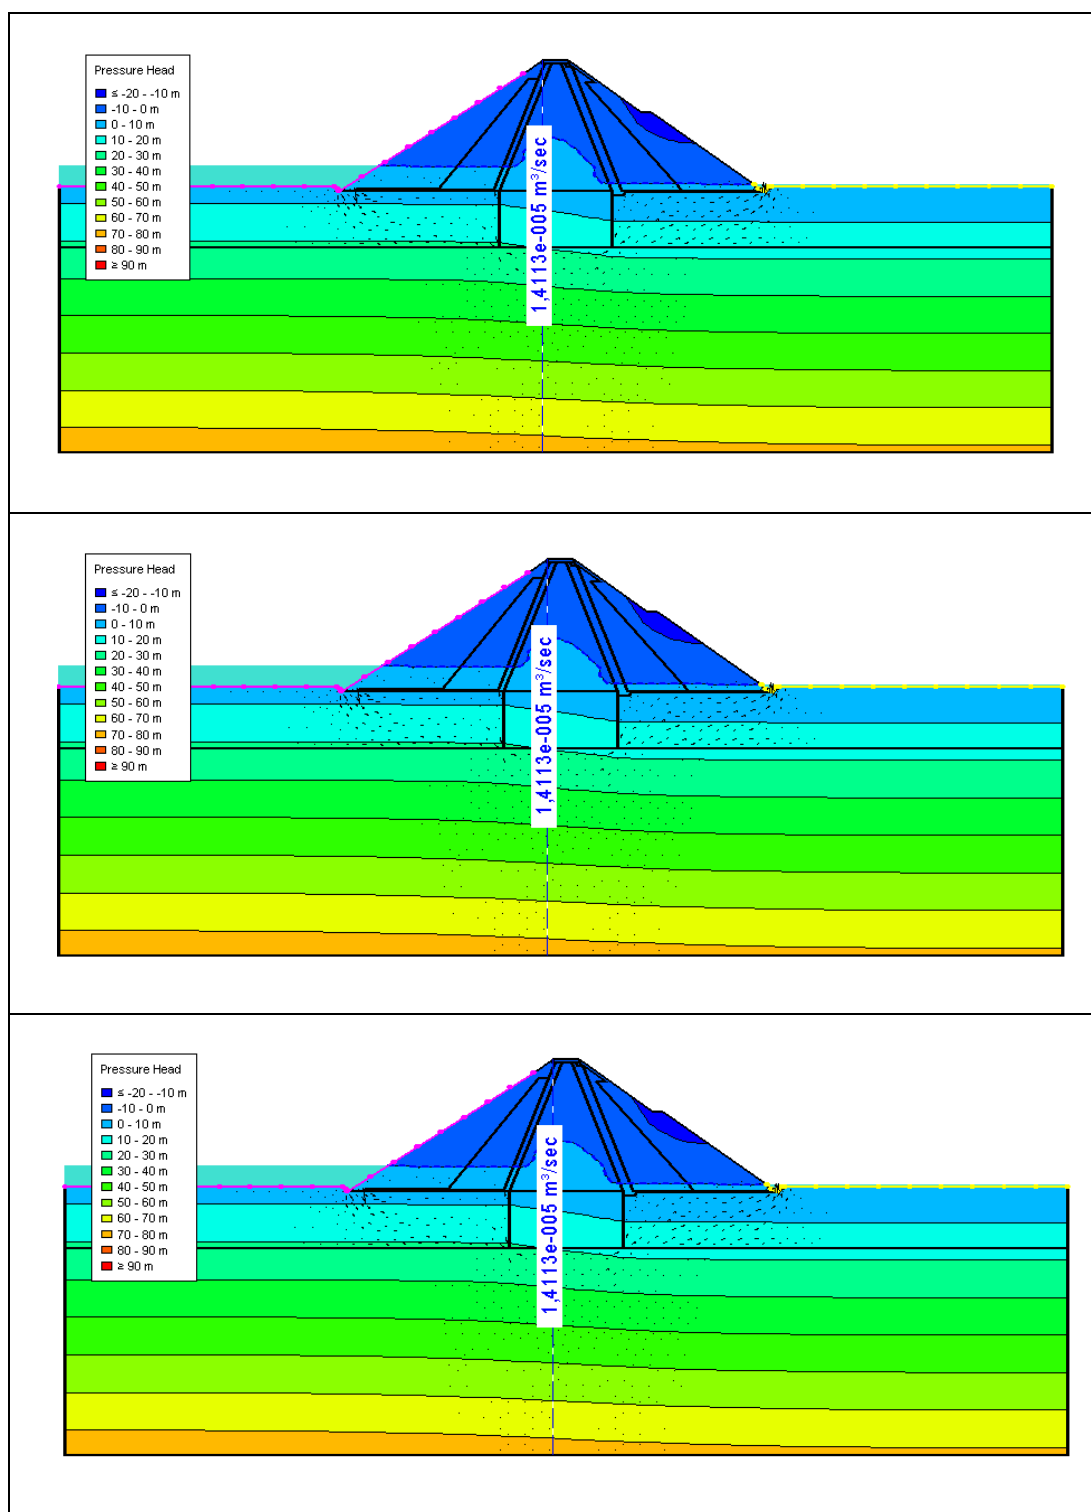 Pressure Head
≤ -20 - -10 m
-10 - 0 m
0 - 10 m
10 - 20 m
20 - 30 m
30 - 40 m
40 - 50 m
50 - 60 m
60 - 70 m
70 - 80 m
80 - 90 m
≥ 90 m
1,4113e-005 m³/sec
Pressure Head
≤ -20 - -10 m
-10 - 0 m
0 - 10 m
10 - 20 m
20 - 30 m
30 - 40 m
40 - 50 m
50 - 60 m
60 - 70 m
70 - 80 m
80 - 90 m
≥ 90 m
1,4113e-005 m³/sec
Pressure Head
≤ -20 - -10 m
-10 - 0 m
0 - 10 m
10 - 20 m
20 - 30 m
30 - 40 m
40 - 50 m
50 - 60 m
60 - 70 m
70 - 80 m
80 - 90 m
≥ 90 m
1,4113e-005 m³/sec